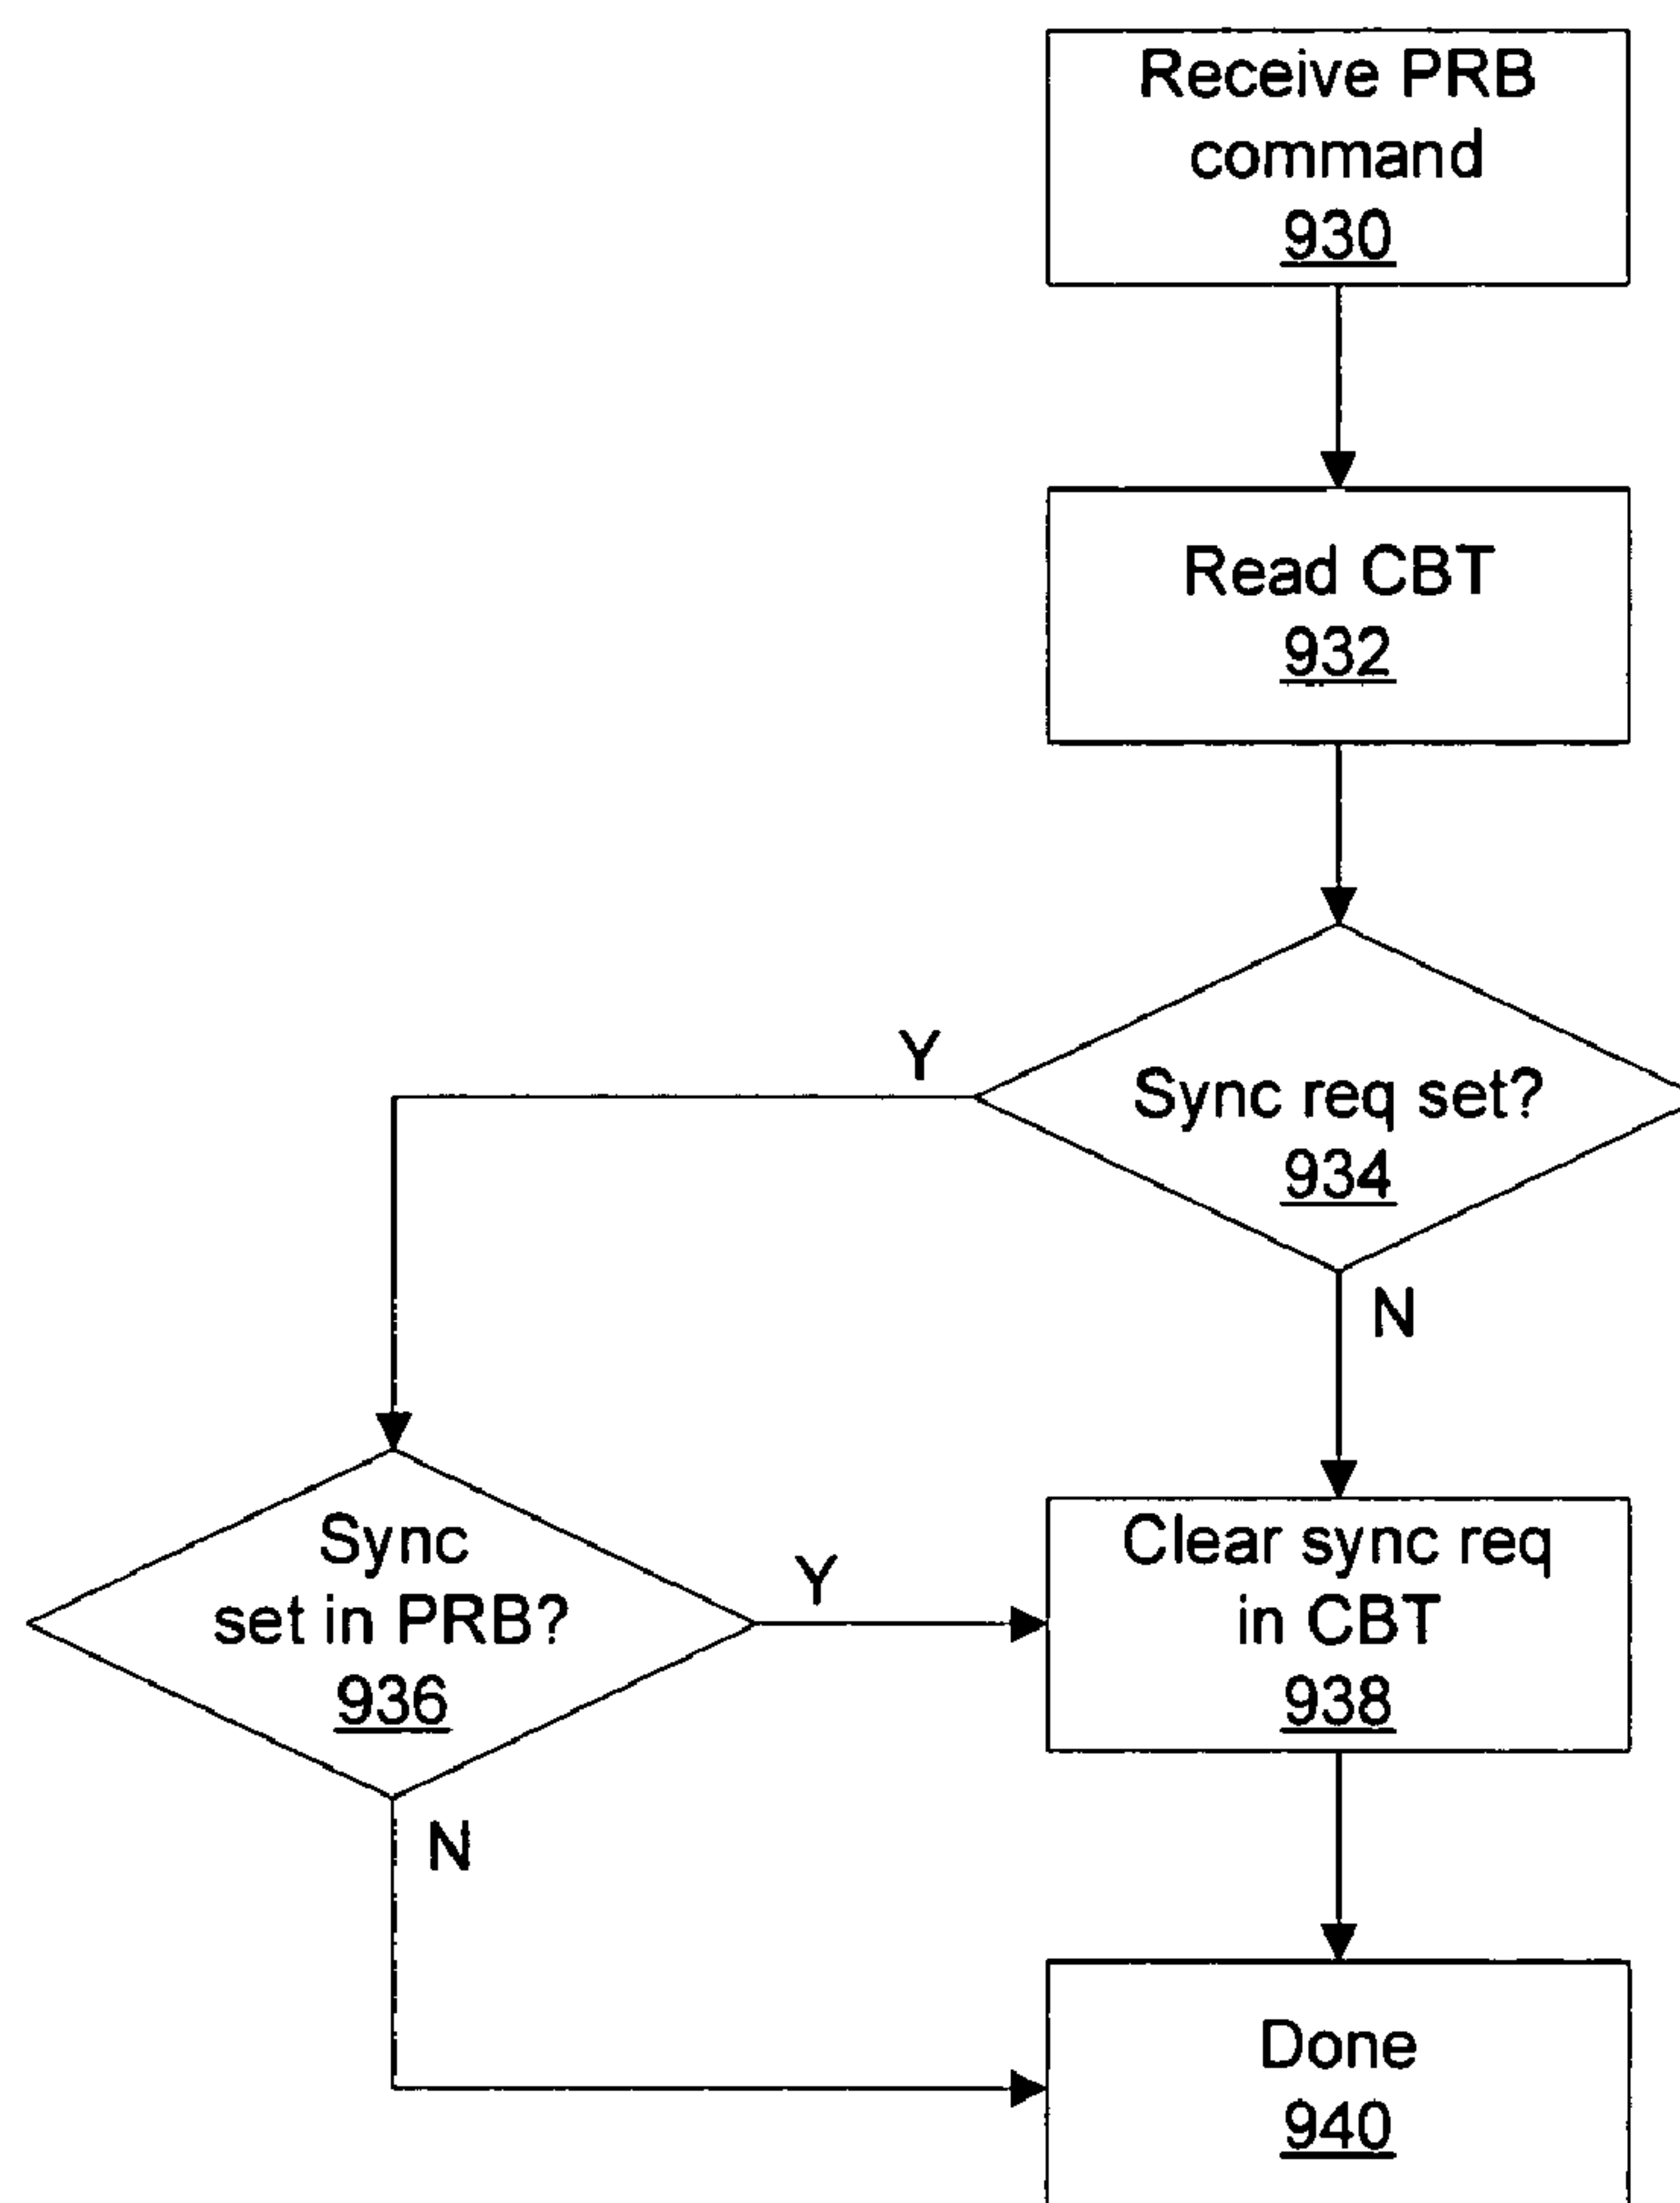 Receive PRB
command
930
Read CBT
932
Y
Sync req set?
934
N
Sync
set in PRB?
936
Y
Clear sync req
in CBT
938
N
Done
940